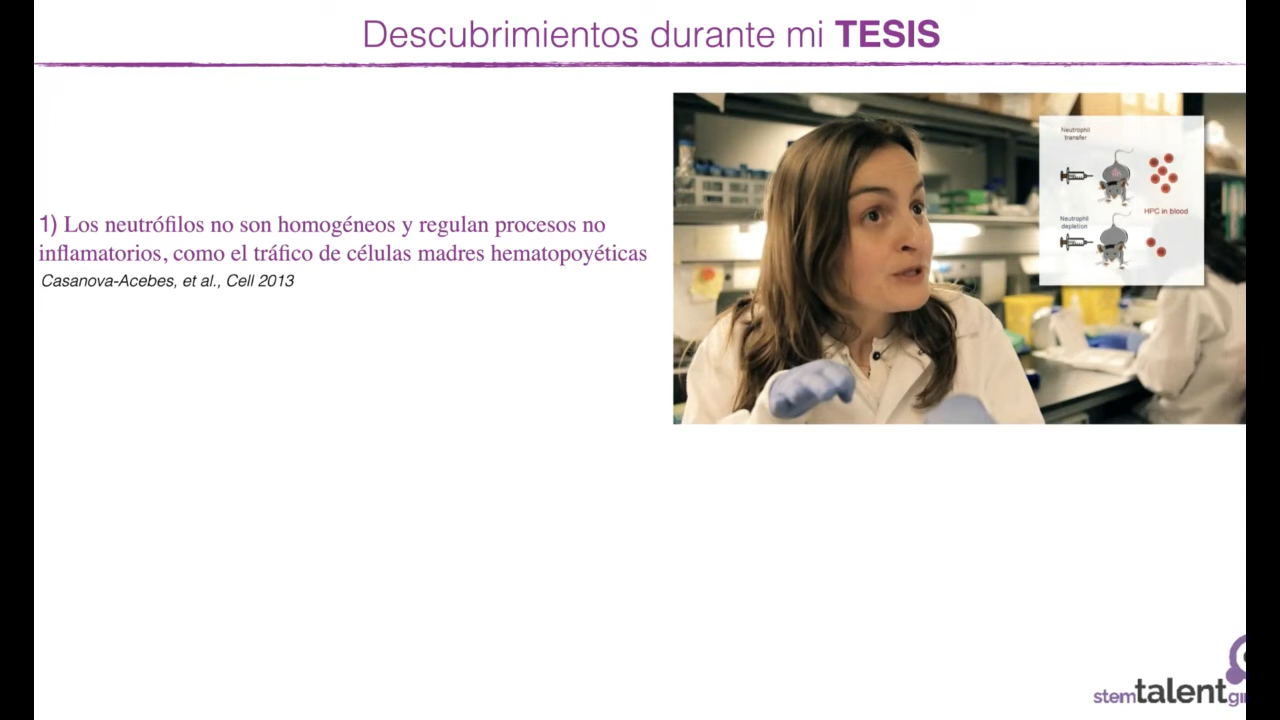 Descubrimientos durante mi TESIS
1) Los neutrófilos no son homogéneos y regulan procesos no
inflamatorios, como el tráfico de células madres hematopoyéticas
Casanova-Acebes, et al., Cell 2013
Neutrophil
transfer
HPC in blood
Neutrophil
depletion
stemtalentgi